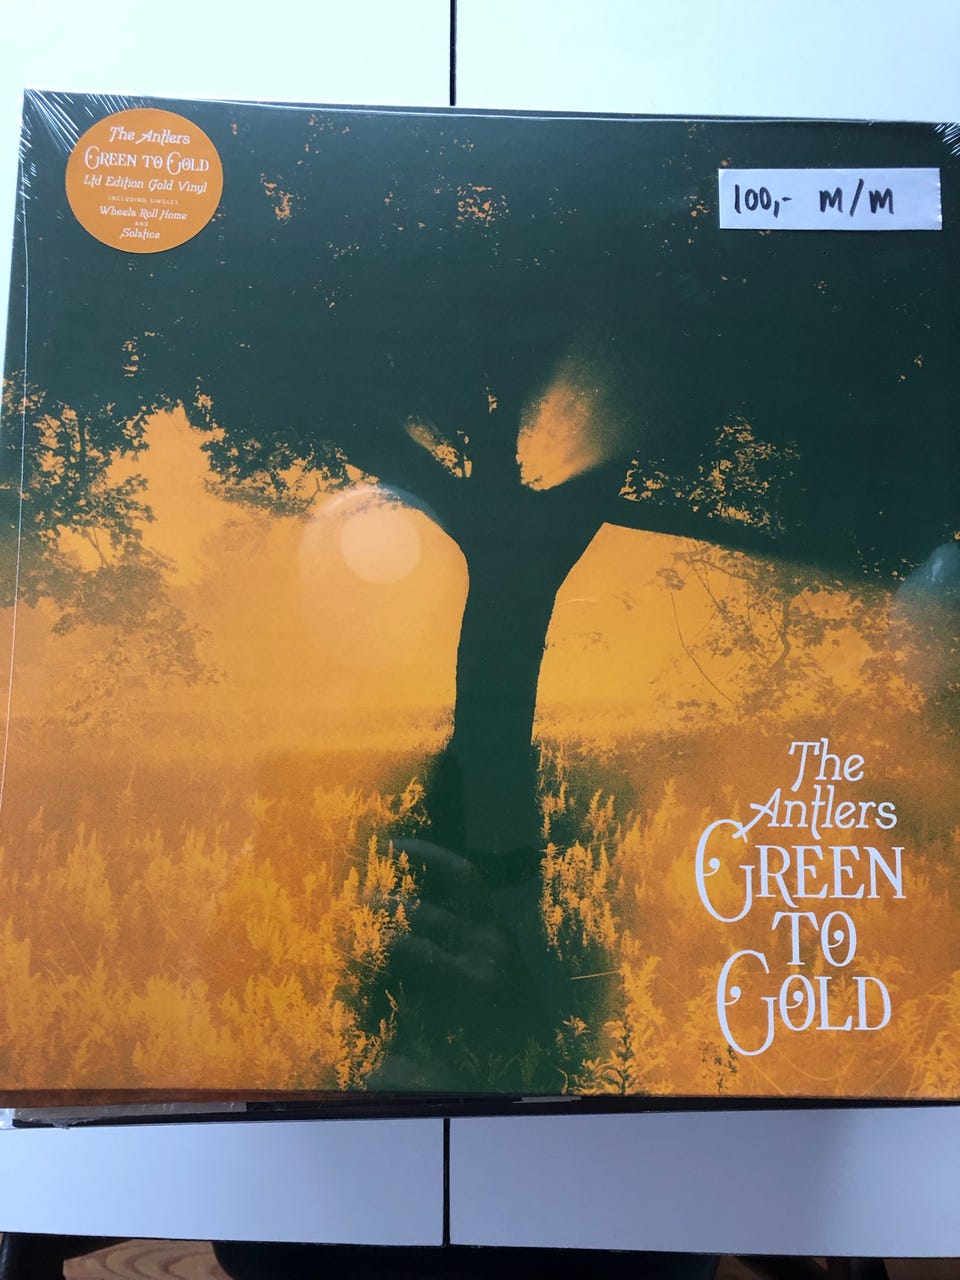 The Antlers
GREEN TO GOLD
Ltd Edition Gold Vinyl
INCLUDING SINGLES
Wheels Roll Home
AND
Solstice
100,- M/M
The
Antlers
GREEN
TO
GOLD